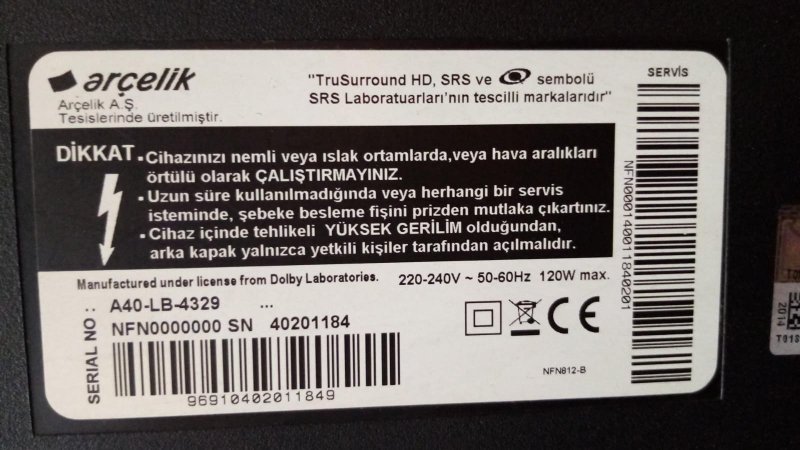 arçelik
Arçelik A.Ş.
Tesislerinde üretilmiştir.
"TruSurround HD, SRS ve sembolü
SRS Laboratuarları'nın tescilli markalarıdır"
SERVİS
DİKKAT
- Cihazınızı nemli veya ıslak ortamlarda,veya hava aralıkları
örtülü olarak ÇALIŞTIRMAYINIZ.
- Uzun süre kullanılmadığında veya herhangi bir servis
isteminde, şebeke besleme fişini prizden mutlaka çıkartınız.
- Cihaz içinde tehlikeli YÜKSEK GERİLİM olduğundan,
arka kapak yalnızca yetkili kişiler tarafından açılmalıdır.
Manufactured under license from Dolby Laboratories.
220-240V ~ 50-60Hz 120W max.
SERIAL NO
: A40-LB-4329 ...
: NFN0000000 SN 40201184
96910402011849
CE
NFN812-B
NFN000140011840201
2014